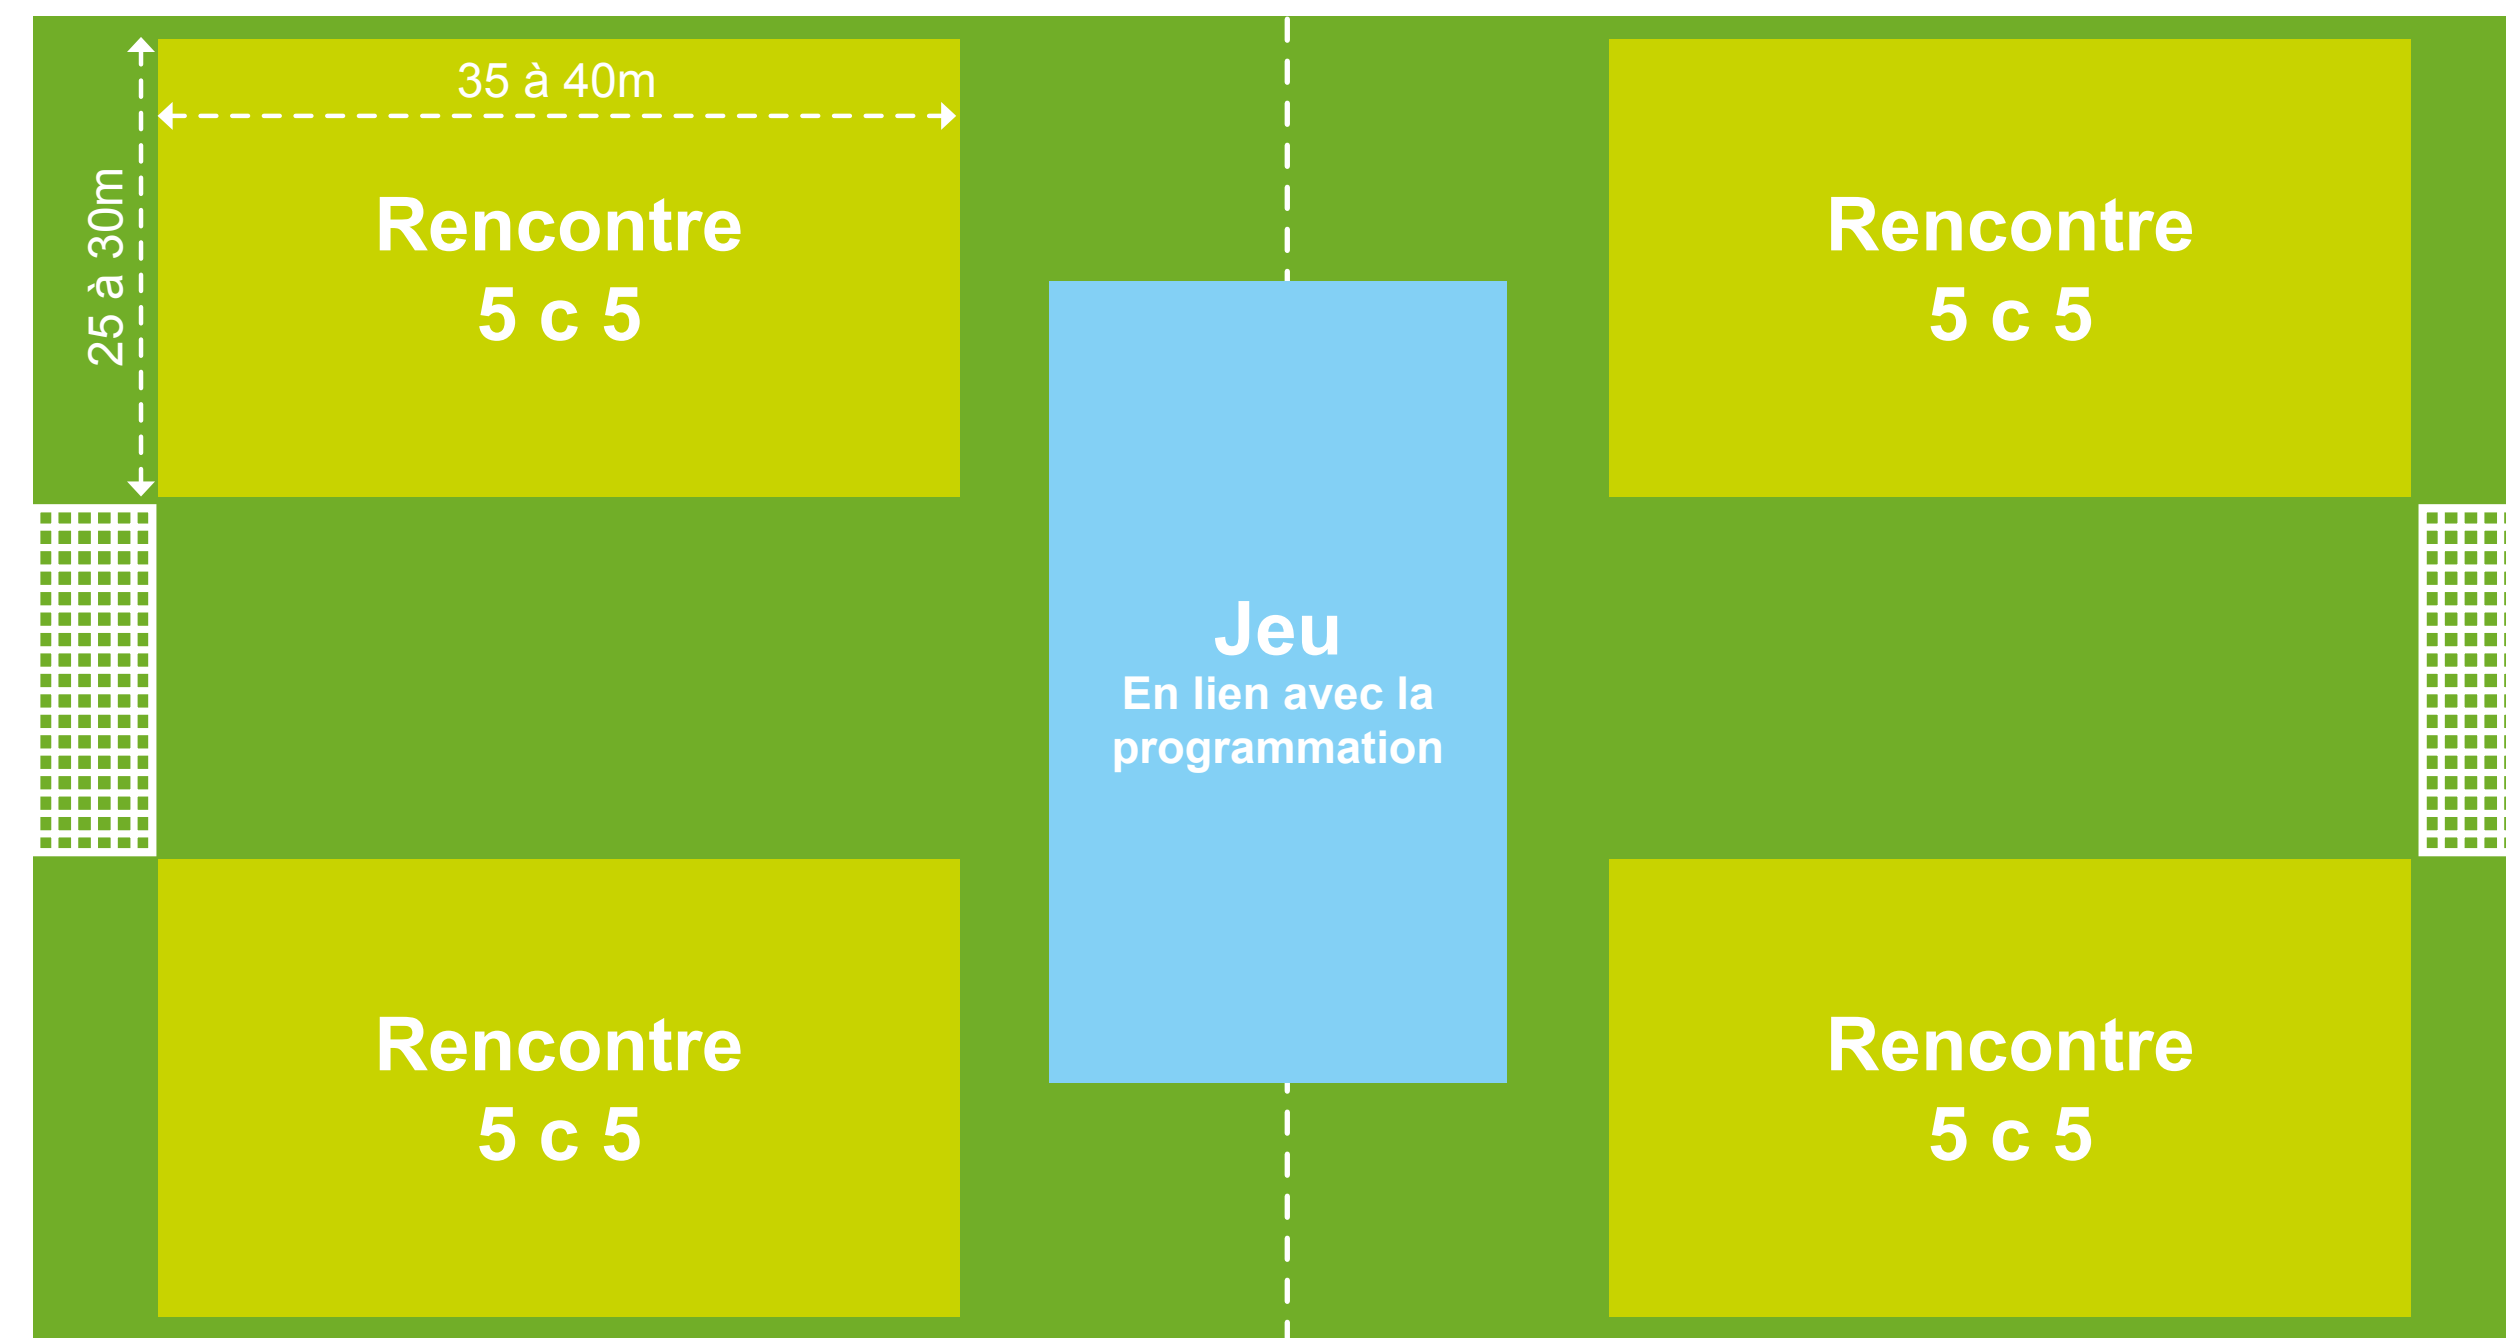 35 à 40m
25 à 30m
Rencontre
5 c 5
Rencontre
5 c 5
Jeu
En lien avec la
programmation
Rencontre
5 c 5
Rencontre
5 c 5